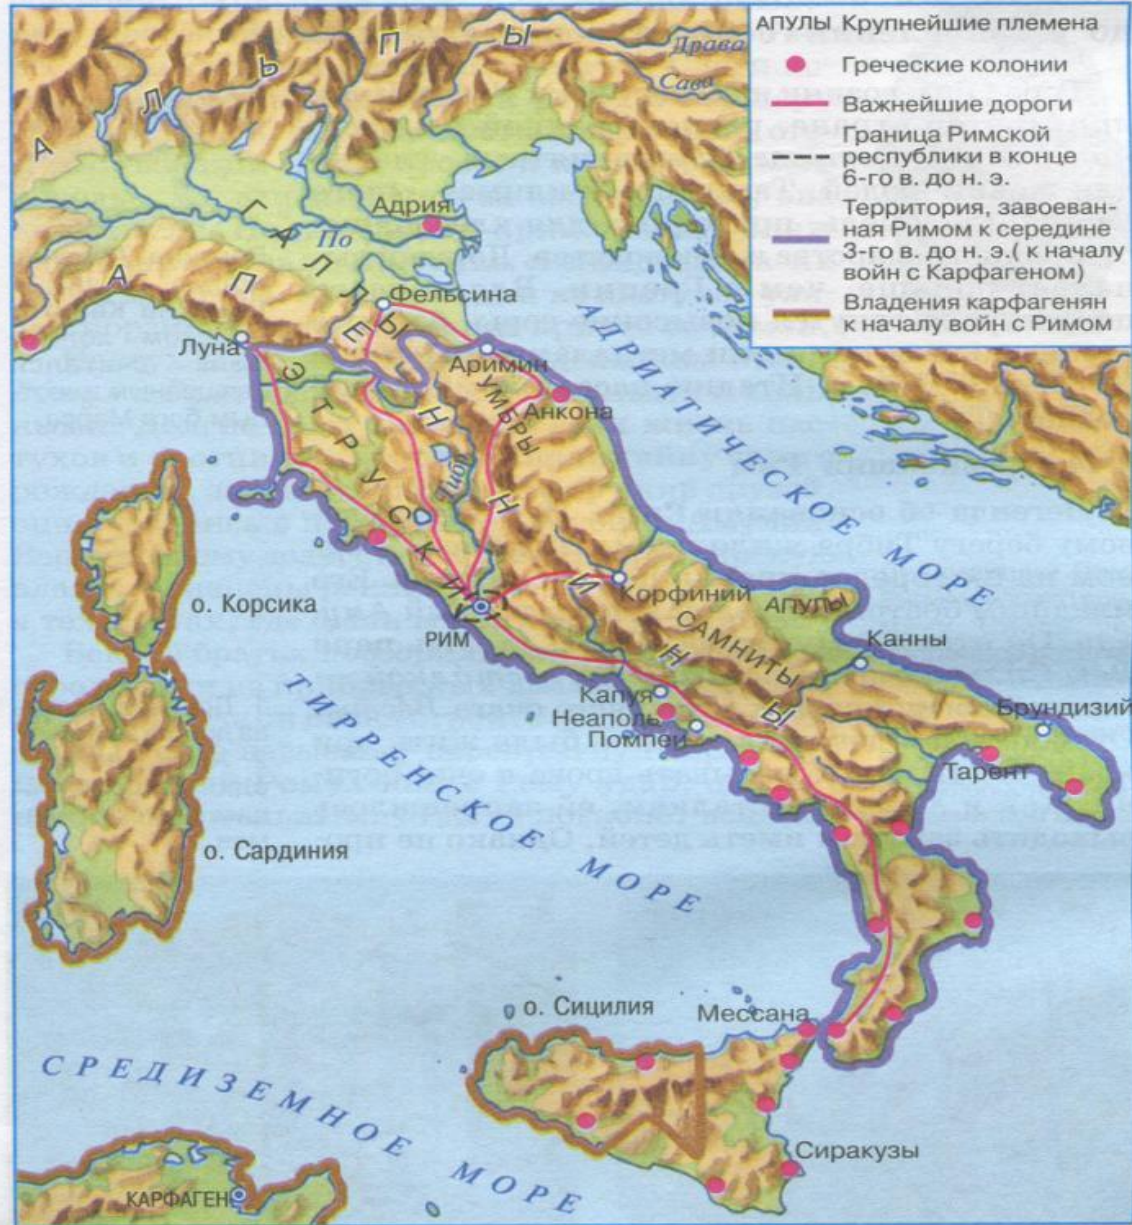 АПУЛЫ Крупнейшие племена
Греческие колонии
Важнейшие дороги
Граница Римской
республики в конце
6-го в. до н. э.
Территория, завоеван-
ная Римом к середине
3-го в. до н. э.( к началу
войн с Карфагеном)
Владения карфагенян
к началу войн с Римом
АЛЬПЫ
Драва
Сава
ГАЛЛЫ
Адрия
По
АПЕННИНЫ
Фельсина
Луна
Аримин
ЭТРУСКИ
УМБРЫ
Анкона
АДРИАТИЧЕСКОЕ МОРЕ
Тибр
о. Корсика
РИМ
Корфиний
АПУЛЫ
САМНИТЫ
Канны
Капуя
Неаполь
Помпеи
Брундизий
Тарент
ТИРРЕНСКОЕ МОРЕ
о. Сардиния
о. Сицилия
Мессана
СРЕДИЗЕМНОЕ МОРЕ
Сиракузы
КАРФАГЕН